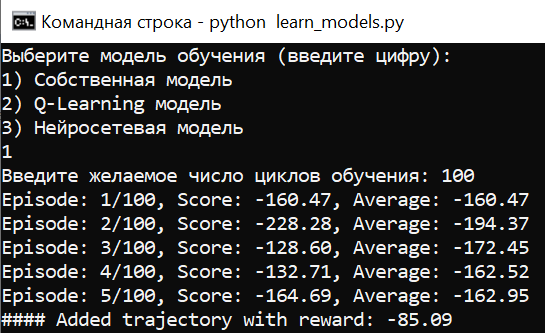 Командная строка - python learn_models.py
Выберите модель обучения (введите цифру):
1) Собственная модель
2) Q-Learning модель
3) Нейросетевая модель
1
Введите желаемое число циклов обучения: 100
Episode: 1/100, Score: -160.47, Average: -160.47
Episode: 2/100, Score: -228.28, Average: -194.37
Episode: 3/100, Score: -128.60, Average: -172.45
Episode: 4/100, Score: -132.71, Average: -162.52
Episode: 5/100, Score: -164.69, Average: -162.95
#### Added trajectory with reward: -85.09